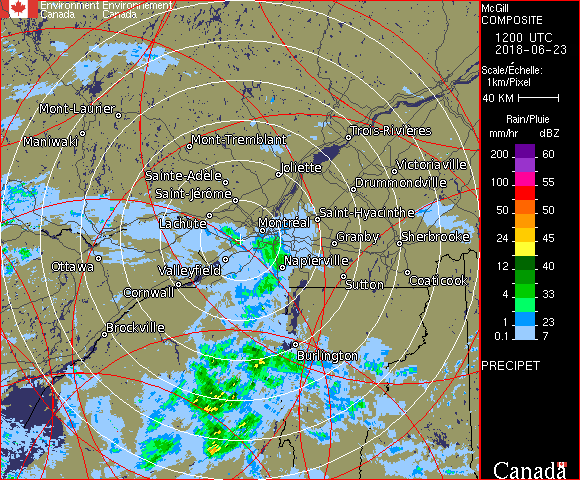 Environment Environnement
Canada Canada
McGill
COMPOSITE
1200 UTC
2018-06-23
Scale/Échelle:
1km/Pixel
40 KM
Rain/Pluie
mm/hr dBZ
200 60
100 55
50 50
24 45
12 40
4 33
1 23
0.1 7
PRECIPET
Canada
Mont-Laurier
Maniwaki
Mont-Tremblant
Trois-Rivières
Joliette
Victoriaville
Sainte-Adèle
Drummondville
Saint-Jérôme
Lachute
Saint-Hyacinthe
Montréal
Granby
Sherbrooke
Ottawa
Valleyfield
Napierville
Cornwall
Sutton
Coaticook
Brockville
Burlington